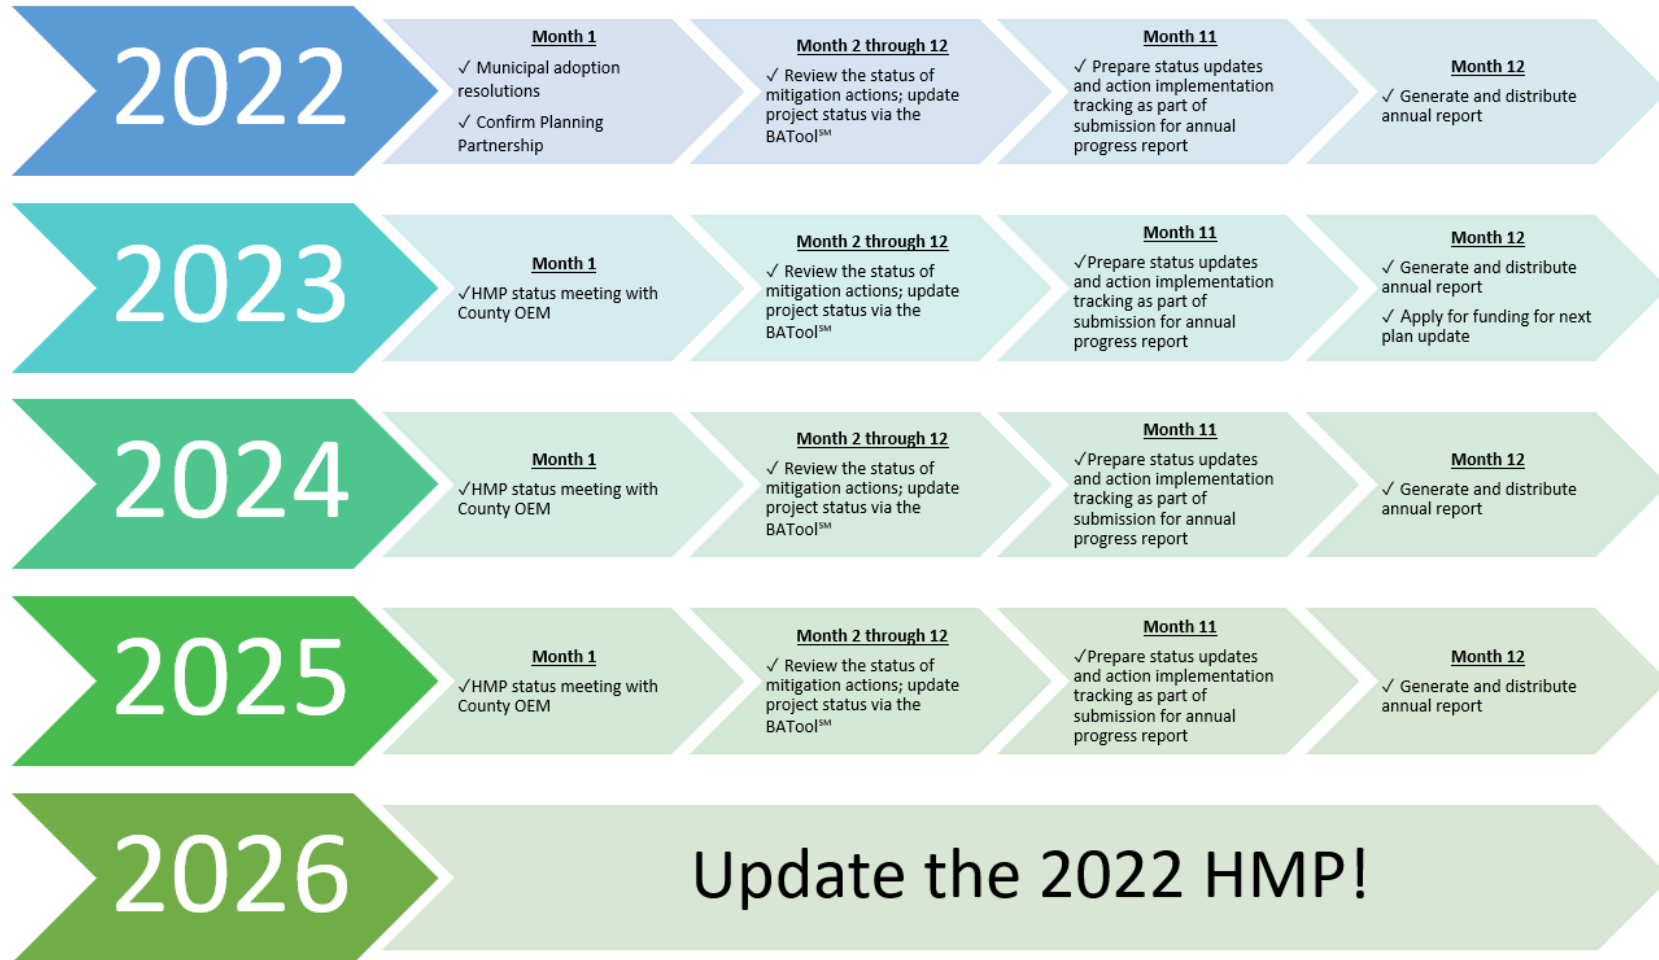 2022
Month 1
✓ Municipal adoption
resolutions
✓ Confirm Planning
Partnership
Month 2 through 12
✓ Review the status of
mitigation actions; update
project status via the
BATool℠
Month 11
✓ Prepare status updates
and action implementation
tracking as part of
submission for annual
progress report
Month 12
✓ Generate and distribute
annual report
2023
Month 1
✓HMP status meeting with
County OEM
Month 2 through 12
✓ Review the status of
mitigation actions; update
project status via the
BATool℠
Month 11
✓Prepare status updates
and action implementation
tracking as part of
submission for annual
progress report
Month 12
✓ Generate and distribute
annual report
✓ Apply for funding for next
plan update
2024
Month 1
✓HMP status meeting with
County OEM
Month 2 through 12
✓ Review the status of
mitigation actions; update
project status via the
BATool℠
Month 11
✓Prepare status updates
and action implementation
tracking as part of
submission for annual
progress report
Month 12
✓ Generate and distribute
annual report
2025
Month 1
✓HMP status meeting with
County OEM
Month 2 through 12
✓ Review the status of
mitigation actions; update
project status via the
BATool℠
Month 11
✓Prepare status updates
and action implementation
tracking as part of
submission for annual
progress report
Month 12
✓ Generate and distribute
annual report
2026
Update the 2022 HMP!